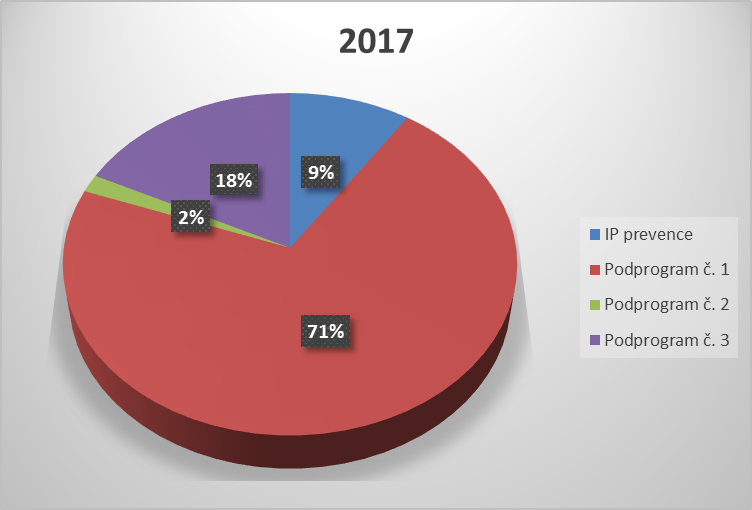 2017
9%
18%
2%
71%
IP prevence
Podprogram č. 1
Podprogram č. 2
Podprogram č. 3